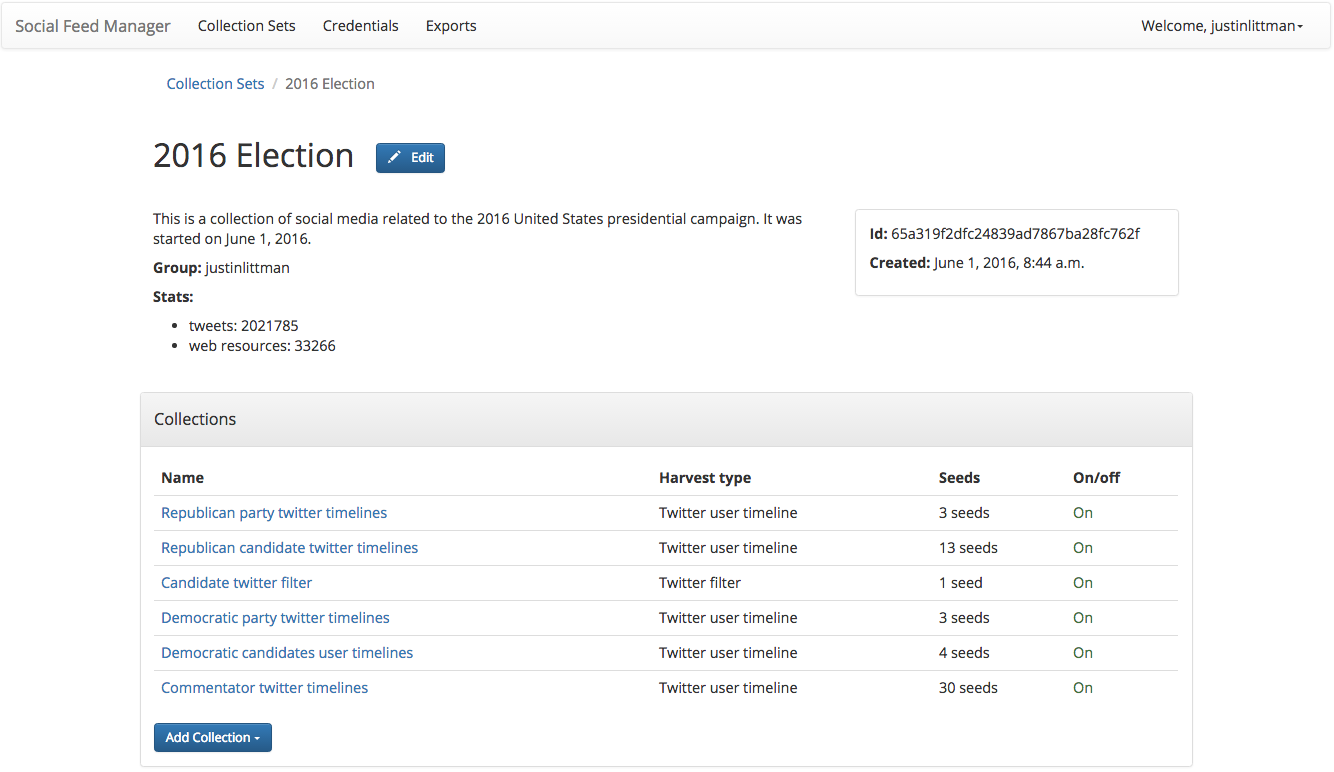 Social Feed Manager Collection Sets Credentials Exports Welcome, justinlittman
Collection Sets / 2016 Election
2016 Election Edit
This is a collection of social media related to the 2016 United States presidential campaign. It was
started on June 1, 2016.
Group: justinlittman
Stats:
• tweets: 2021785
• web resources: 33266
Id: 65a319f2dfc24839ad7867ba28fc762f
Created: June 1, 2016, 8:44 a.m.
Collections
Name Harvest type Seeds On/off
Republican party twitter timelines Twitter user timeline 3 seeds On
Republican candidate twitter timelines Twitter user timeline 13 seeds On
Candidate twitter filter Twitter filter 1 seed On
Democratic party twitter timelines Twitter user timeline 3 seeds On
Democratic candidates user timelines Twitter user timeline 4 seeds On
Commentator twitter timelines Twitter user timeline 30 seeds On
Add Collection